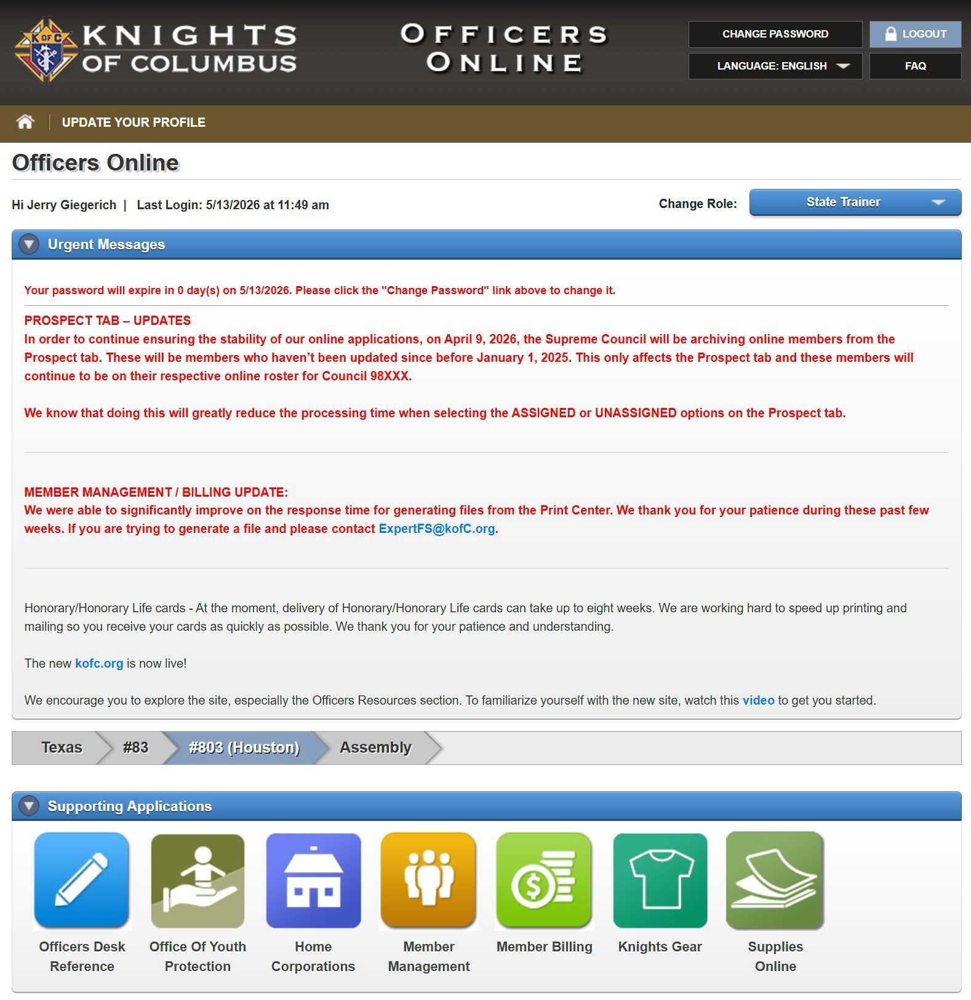 K OF C
KNIGHTS
OF COLUMBUS
OFFICERS
ONLINE
CHANGE PASSWORD
LOGOUT
LANGUAGE: ENGLISH
FAQ
UPDATE YOUR PROFILE
Officers Online
Hi Jerry Giegerich | Last Login: 5/13/2026 at 11:49 am
Change Role:
State Trainer
Urgent Messages
Your password will expire in 0 day(s) on 5/13/2026. Please click the "Change Password" link above to change it.
PROSPECT TAB – UPDATES
In order to continue ensuring the stability of our online applications, on April 9, 2026, the Supreme Council will be archiving online members from the
Prospect tab. These will be members who haven’t been updated since before January 1, 2025. This only affects the Prospect tab and these members will
continue to be on their respective online roster for Council 98XXX.
We know that doing this will greatly reduce the processing time when selecting the ASSIGNED or UNASSIGNED options on the Prospect tab.
MEMBER MANAGEMENT / BILLING UPDATE:
We were able to significantly improve on the response time for generating files from the Print Center. We thank you for your patience during these past few
weeks. If you are trying to generate a file and please contact ExpertFS@kofC.org.
Honorary/Honorary Life cards - At the moment, delivery of Honorary/Honorary Life cards can take up to eight weeks. We are working hard to speed up printing and
mailing so you receive your cards as quickly as possible. We thank you for your patience and understanding.
The new kofc.org is now live!
We encourage you to explore the site, especially the Officers Resources section. To familiarize yourself with the new site, watch this video to get you started.
Texas
#83
#803 (Houston)
Assembly
Supporting Applications
Officers Desk
Reference
Office Of Youth
Protection
Home
Corporations
Member
Management
Member Billing
Knights Gear
Supplies
Online